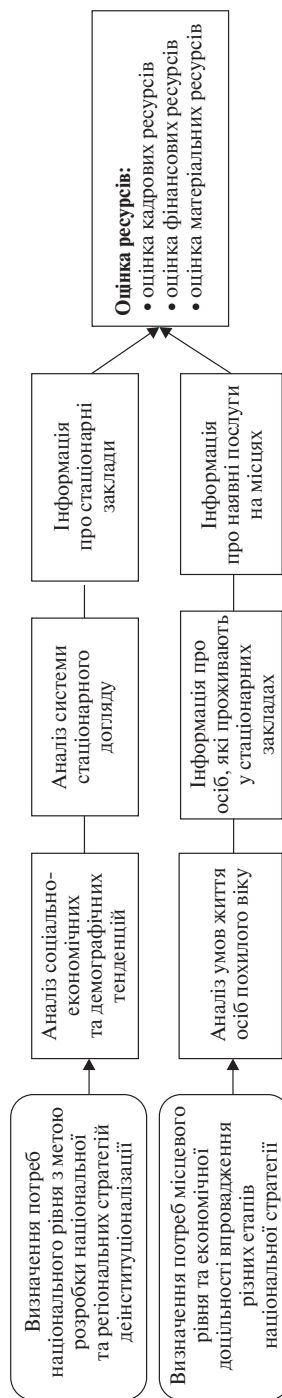 Визначення потреб
національного рівня з метою
розробки національної
та регіональних стратегій
деінституціоналізації
Аналіз соціально-
економічних
та демографічних
тенденцій
Аналіз системи
стаціонарного
догляду
Інформація
про стаціонарні
заклади
Визначення потреб місцевого
рівня та економічної
доцільності впровадження
різних етапів
національної стратегії
Аналіз умов життя
осіб похилого віку
Інформація про
осіб, які проживають
у стаціонарних
закладах
Інформація
про наявні послуги
на місцях
Оцінка ресурсів:
• оцінка кадрових ресурсів
• оцінка фінансових ресурсів
• оцінка матеріальних ресурсів